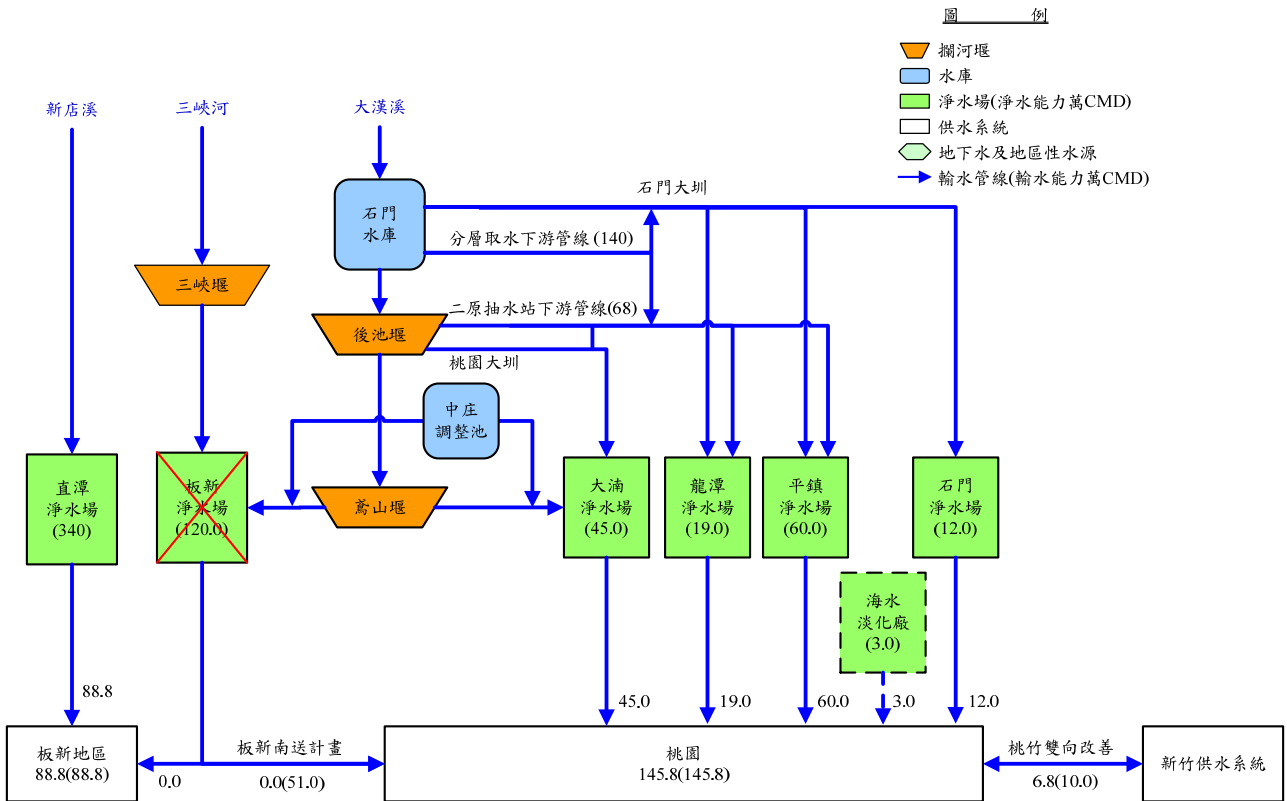 圖 例
攔河堰
水庫
淨水場(淨水能力萬CMD)
供水系統
地下水及地區性水源
輸水管線(輸水能力萬CMD)
新店溪
三峽河
大漢溪
石門
水庫
石門大圳
分層取水下游管線(140)
三峽堰
後池堰
二原抽水站下游管線(68)
桃園大圳
中庄
調整池
直潭
淨水場
(340)
板新
淨水場
(120.0)
鳶山堰
大湳
淨水場
(45.0)
龍潭
淨水場
(19.0)
平鎮
淨水場
(60.0)
石門
淨水場
(12.0)
海水
淡化廠
(3.0)
88.8
45.0
19.0
60.0
3.0
12.0
板新地區
88.8(88.8)
0.0
板新南送計畫
0.0(51.0)
桃園
145.8(145.8)
桃竹雙向改善
6.8(10.0)
新竹供水系統